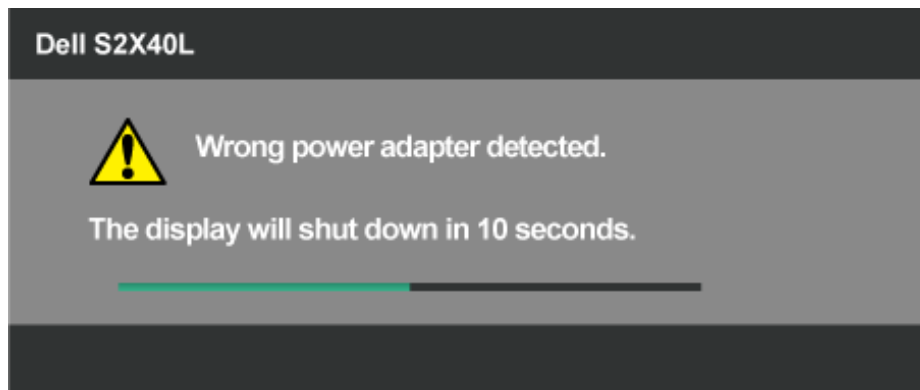 Dell S2X40L
Wrong power adapter detected.
The display will shut down in 10 seconds.